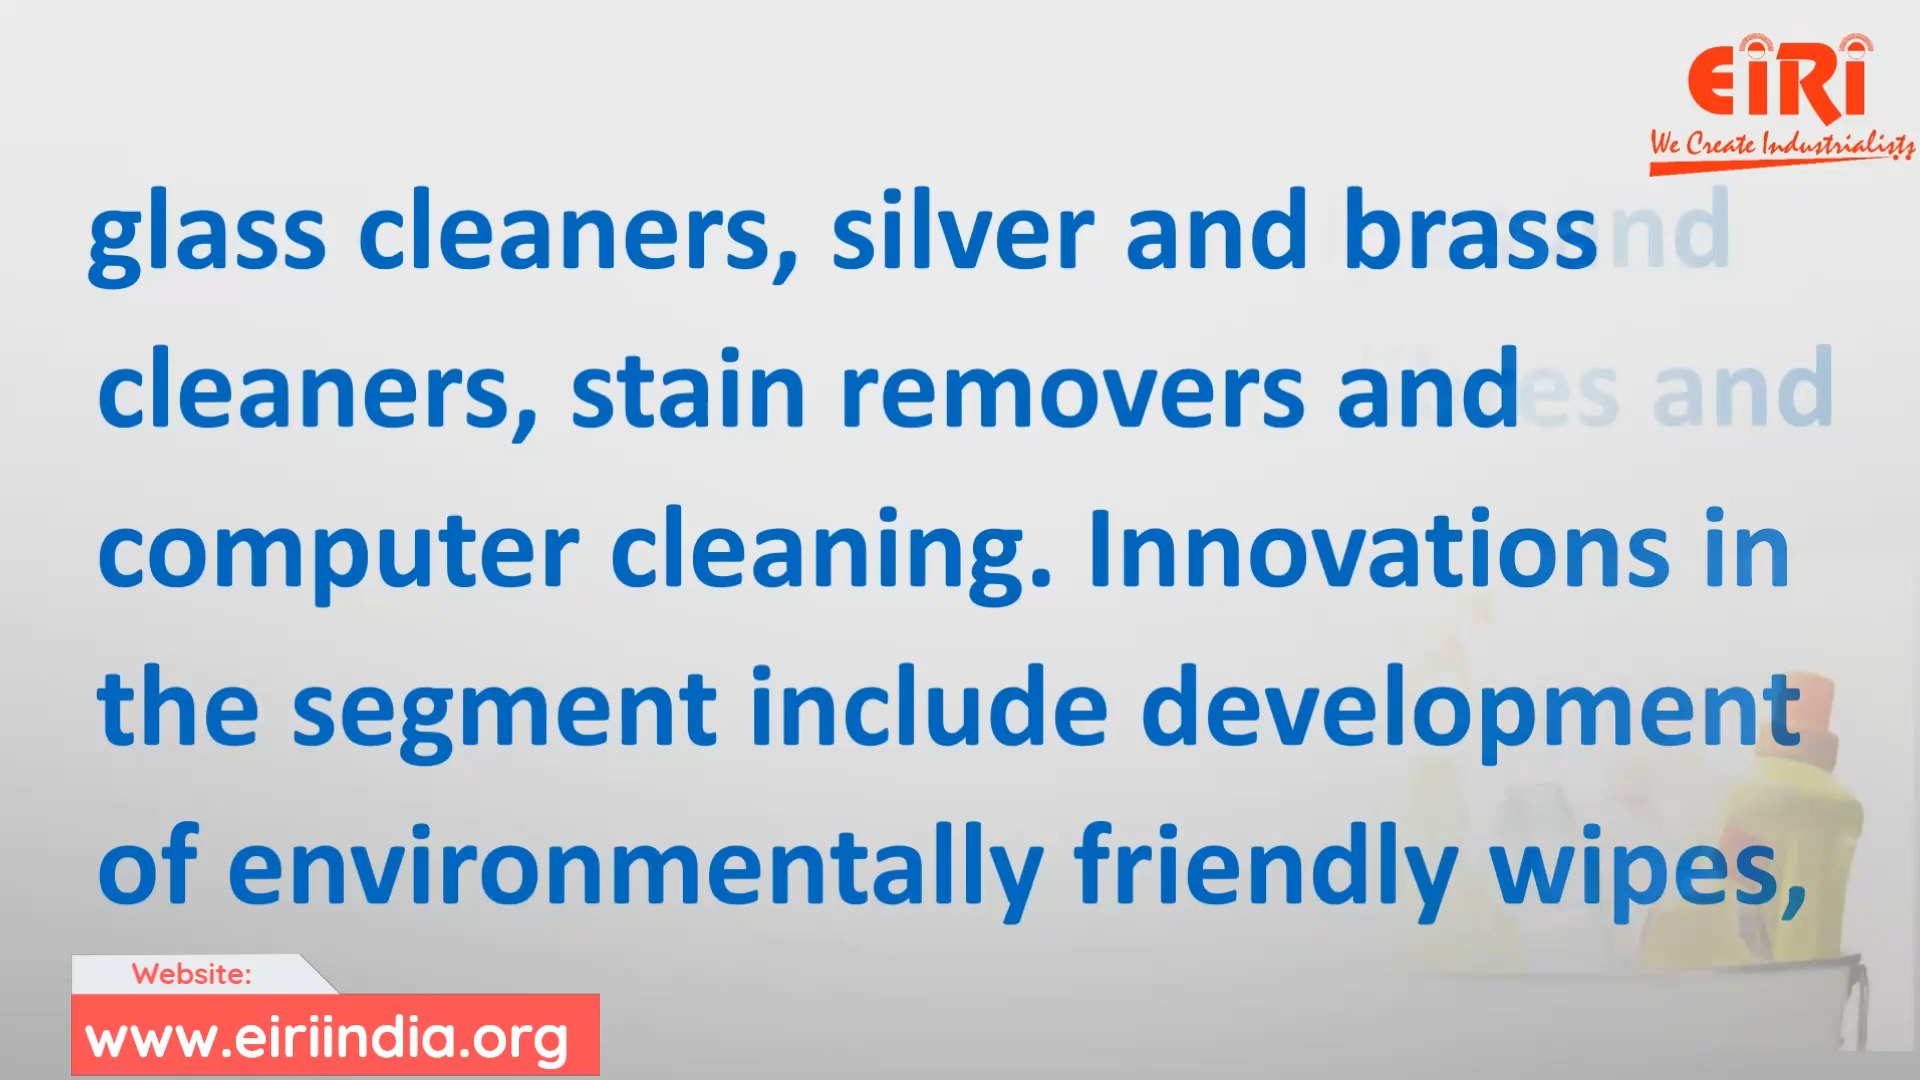 EiRi
We Create Industrialists
glass cleaners, silver and brass
cleaners, stain removers and
computer cleaning. Innovations in
the segment include development
of environmentally friendly wipes,
Website:
www.eiriindia.org